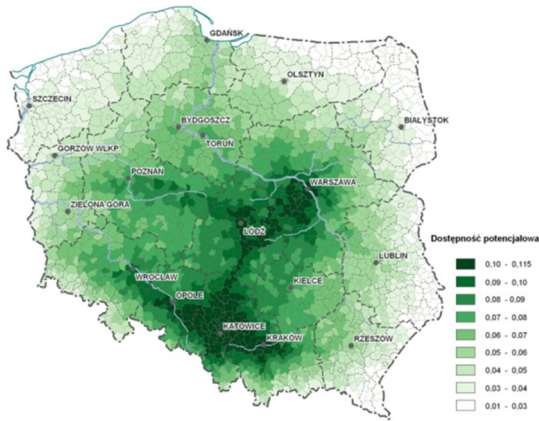 GDAŃSK
OLSZTYN
SZCZECIN
BYDGOSZCZ
BIAŁYSTOK
TORUŃ
GORZÓW WLKP.
POZNAŃ
WARSZAWA
ZIELONA GÓRA
ŁÓDŹ
Dostępność potencjałowa
LUBLIN
0,10 - 0,115
WROCŁAW
0,09 - 0,10
KIELCE
OPOLE
0,08 - 0,09
0,07 - 0,08
KATOWICE
0,06 - 0,07
KRAKÓW
RZESZÓW
0,05 - 0,06
0,04 - 0,05
0,03 - 0,04
0,01 - 0,03